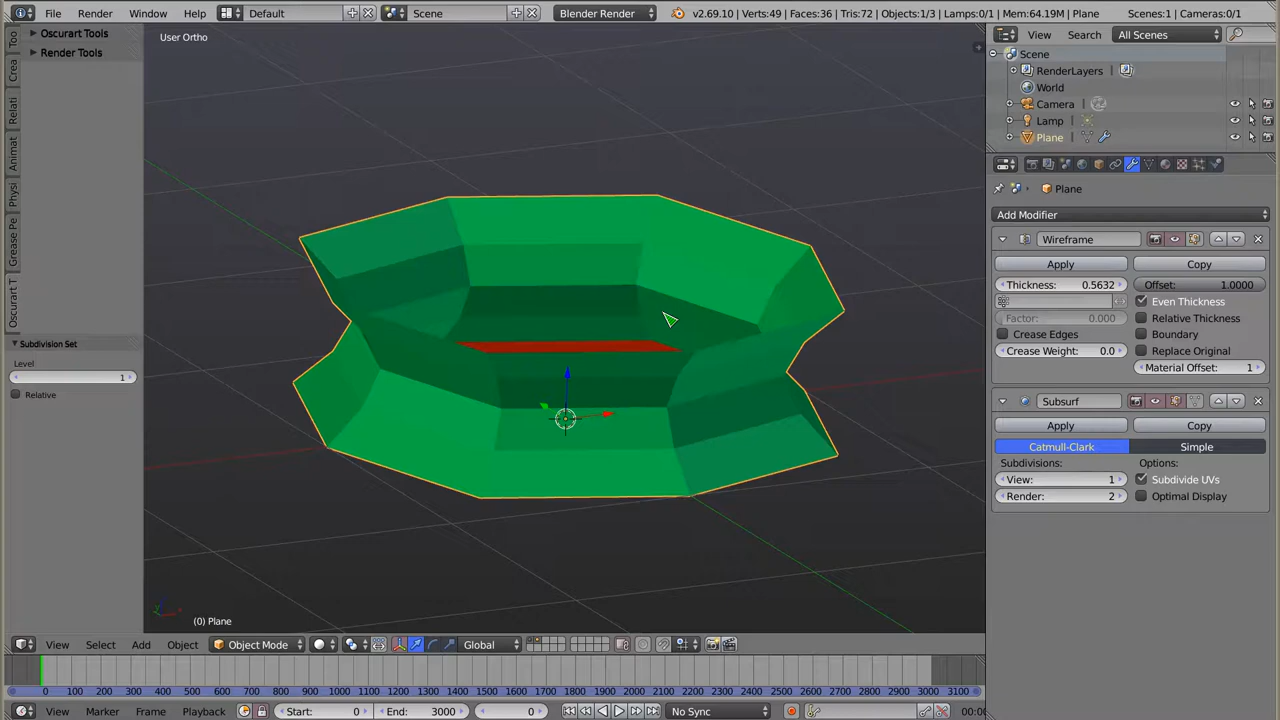 File Render Window Help Default Scene Blender Render v2.69.10 | Verts:49 | Faces:36 | Tris:72 | Objects:1/3 | Lamps:0/1 | Mem:64.19M | Plane Scenes:1 | Cameras:0/1
Oscurart Tools
Render Tools
Too
Crea
Relati
Animat
Physi
Grease Pe
Oscurart T
Subdivision Set
Level
1
Relative
User Ortho
(0) Plane
View Select Add Object Object Mode Global
View Search All Scenes
Scene
RenderLayers
World
Camera
Lamp
Plane
Plane
Add Modifier
Wireframe
Apply Copy
Thickness: 0.5632 Offset: 1.0000
Even Thickness
Factor: 0.000 Relative Thickness
Crease Edges Boundary
Crease Weight: 0.0 Replace Original
Material Offset: 1
Subsurf
Apply Copy
Catmull-Clark Simple
Subdivisions: Options:
View: 1 Subdivide UVs
Render: 2 Optimal Display
0 100 200 300 400 500 600 700 800 900 1000 1100 1200 1300 1400 1500 1600 1700 1800 1900 2000 2100 2200 2300 2400 2500 2600 2700 2800 2900 3000 3100
View Marker Frame Playback Start: 0 End: 3000 0 No Sync